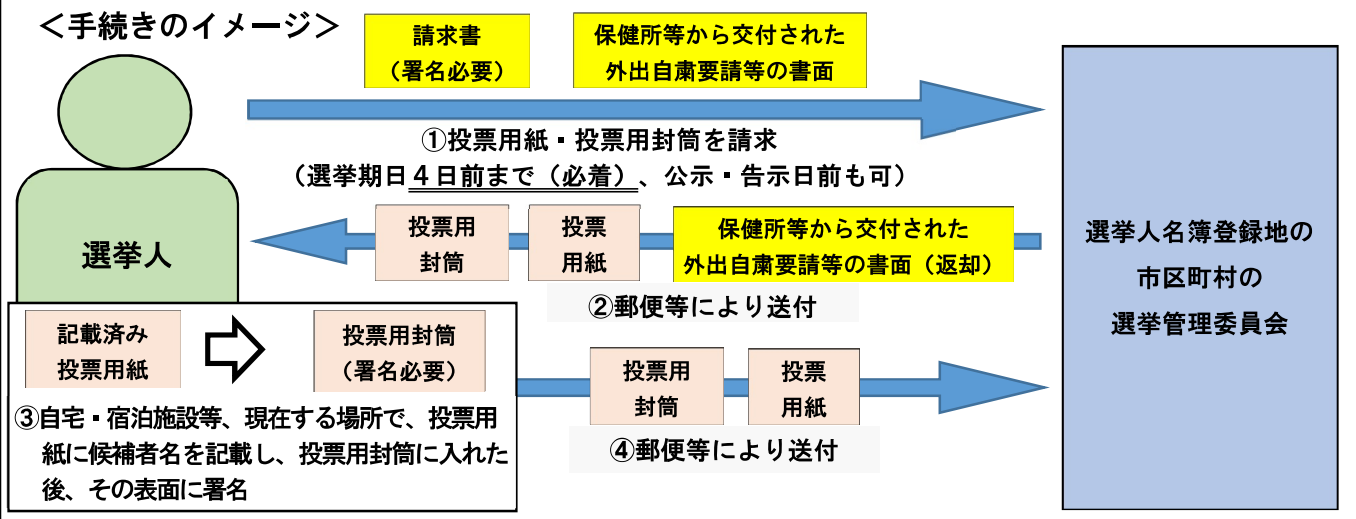 ＜手続きのイメージ＞
請求書
（署名必要）
保健所等から交付された
外出自粛要請等の書面
①投票用紙・投票用封筒を請求
（選挙期日４日前まで（必着）、公示・告示日前も可）
選挙人
投票用
封筒
投票
用紙
保健所等から交付された
外出自粛要請等の書面（返却）
②郵便等により送付
選挙人名簿登録地の
市区町村の
選挙管理委員会
記載済み
投票用紙
投票用封筒
（署名必要）
③自宅・宿泊施設等、現在する場所で、投票用
紙に候補者名を記載し、投票用封筒に入れた
後、その表面に署名
投票用
封筒
投票
用紙
④郵便等により送付